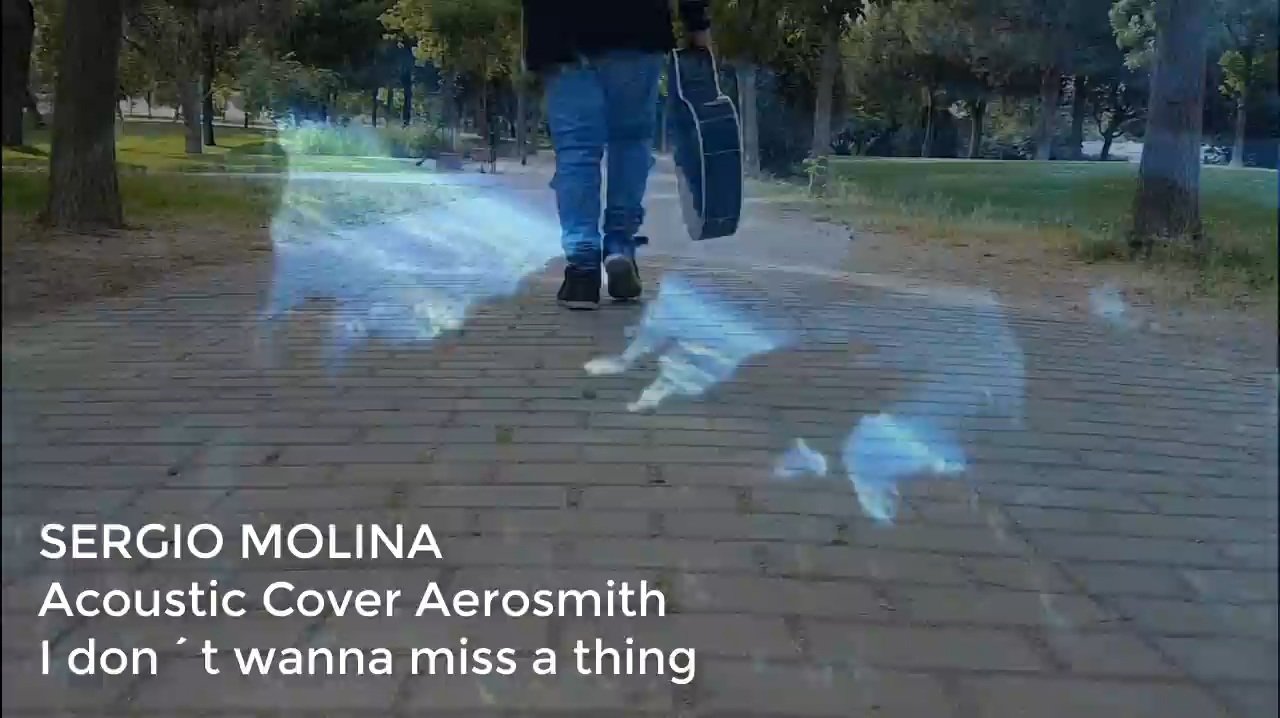 SERGIO MOLINA
Acoustic Cover Aerosmith
I don ´ t wanna miss a thing